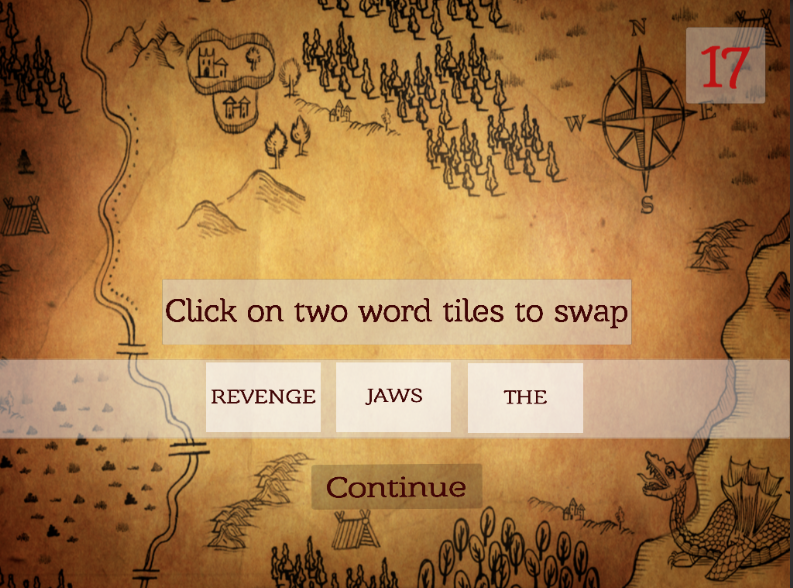 N
17
W
E
S
Click on two word tiles to swap
REVENGE JAWS THE
Continue